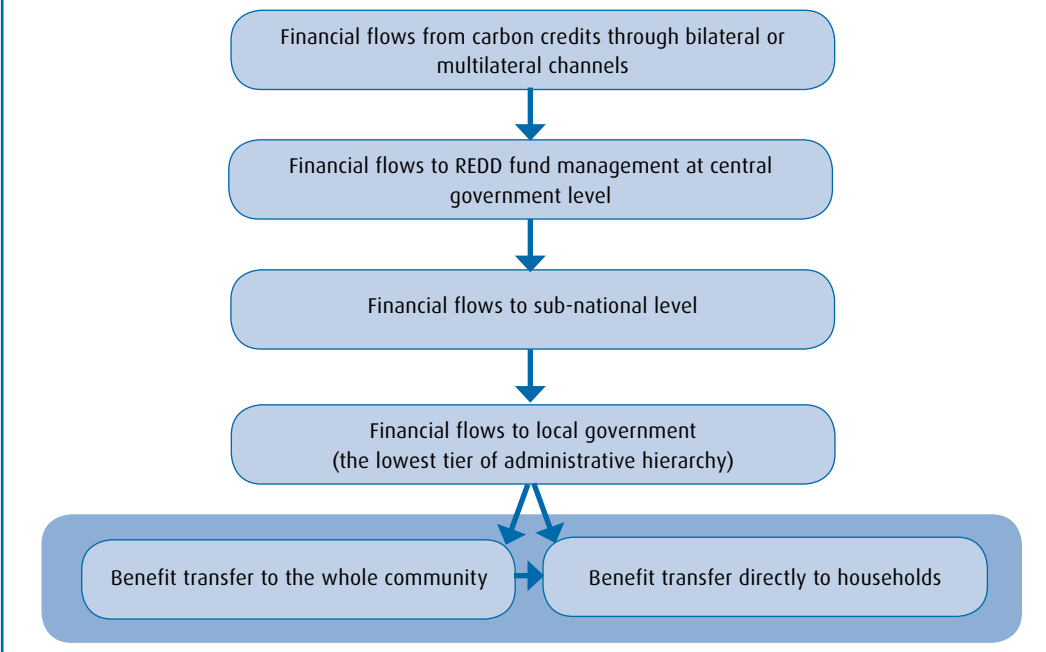 Financial flows from carbon credits through bilateral or
multilateral channels
Financial flows to REDD fund management at central
government level
Financial flows to sub-national level
Financial flows to local government
(the lowest tier of administrative hierarchy)
Benefit transfer to the whole community
Benefit transfer directly to households